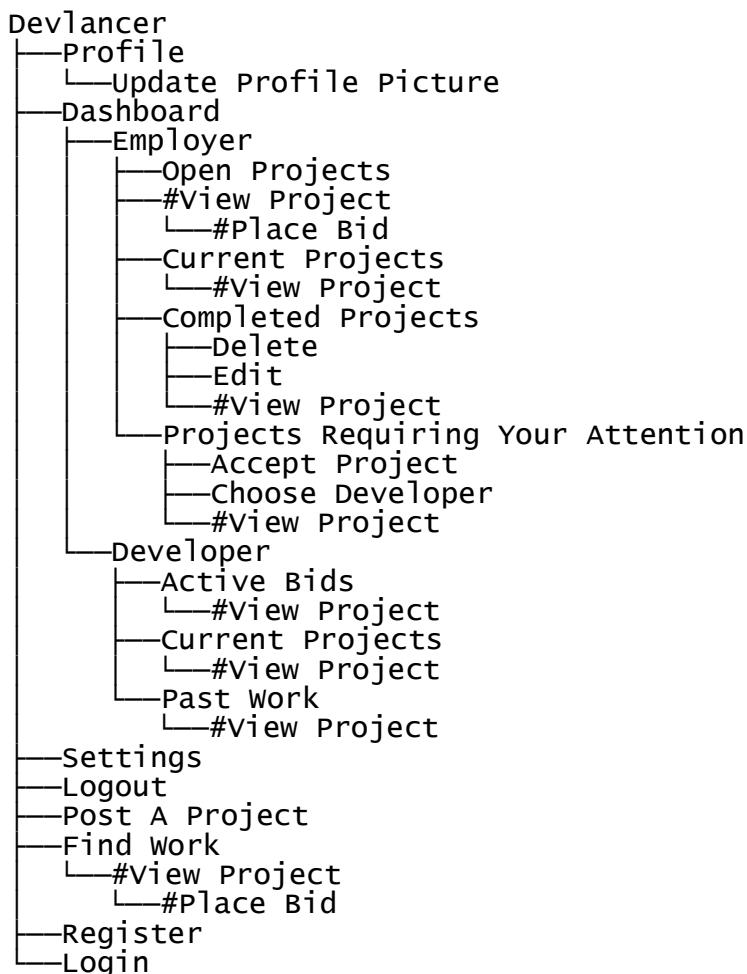 Devlancer
├──Profile
│  └──Update Profile Picture
├──Dashboard
│  ├──Employer
│  │  ├──Open Projects
│  │  ├──#View Project
│  │  │  └──#Place Bid
│  │  ├──Current Projects
│  │  │  └──#View Project
│  │  ├──Completed Projects
│  │  │  ├──Delete
│  │  │  ├──Edit
│  │  │  └──#View Project
│  │  └──Projects Requiring Your Attention
│  │     ├──Accept Project
│  │     ├──Choose Developer
│  │     └──#View Project
│  └──Developer
│     ├──Active Bids
│     │  └──#View Project
│     ├──Current Projects
│     │  └──#View Project
│     └──Past Work
│        └──#View Project
├──Settings
├──Logout
├──Post A Project
├──Find Work
│  └──#View Project
│     └──#Place Bid
├──Register
└──Login